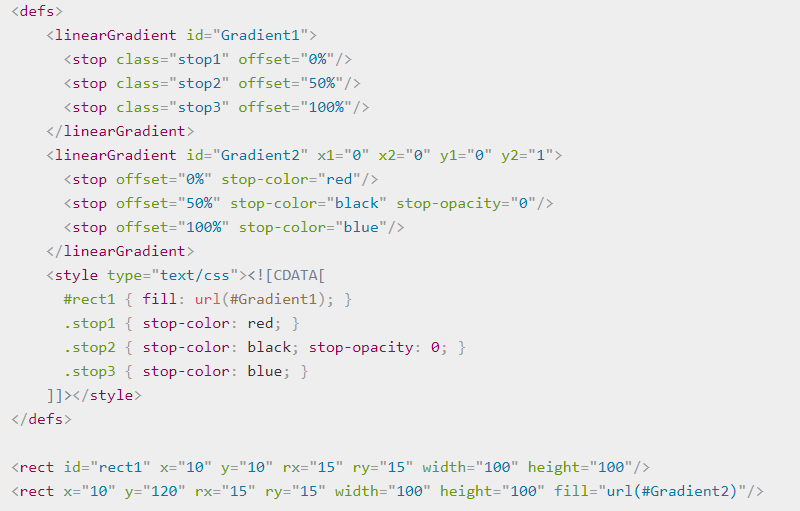 <defs>
    <linearGradient id="Gradient1">
      <stop class="stop1" offset="0%"/>
      <stop class="stop2" offset="50%"/>
      <stop class="stop3" offset="100%"/>
    </linearGradient>
    <linearGradient id="Gradient2" x1="0" x2="0" y1="0" y2="1">
      <stop offset="0%" stop-color="red"/>
      <stop offset="50%" stop-color="black" stop-opacity="0"/>
      <stop offset="100%" stop-color="blue"/>
    </linearGradient>
    <style type="text/css"><![CDATA[
      #rect1 { fill: url(#Gradient1); }
      .stop1 { stop-color: red; }
      .stop2 { stop-color: black; stop-opacity: 0; }
      .stop3 { stop-color: blue; }
    ]]></style>
</defs>

<rect id="rect1" x="10" y="10" rx="15" ry="15" width="100" height="100"/>
<rect x="10" y="120" rx="15" ry="15" width="100" height="100" fill="url(#Gradient2)"/>